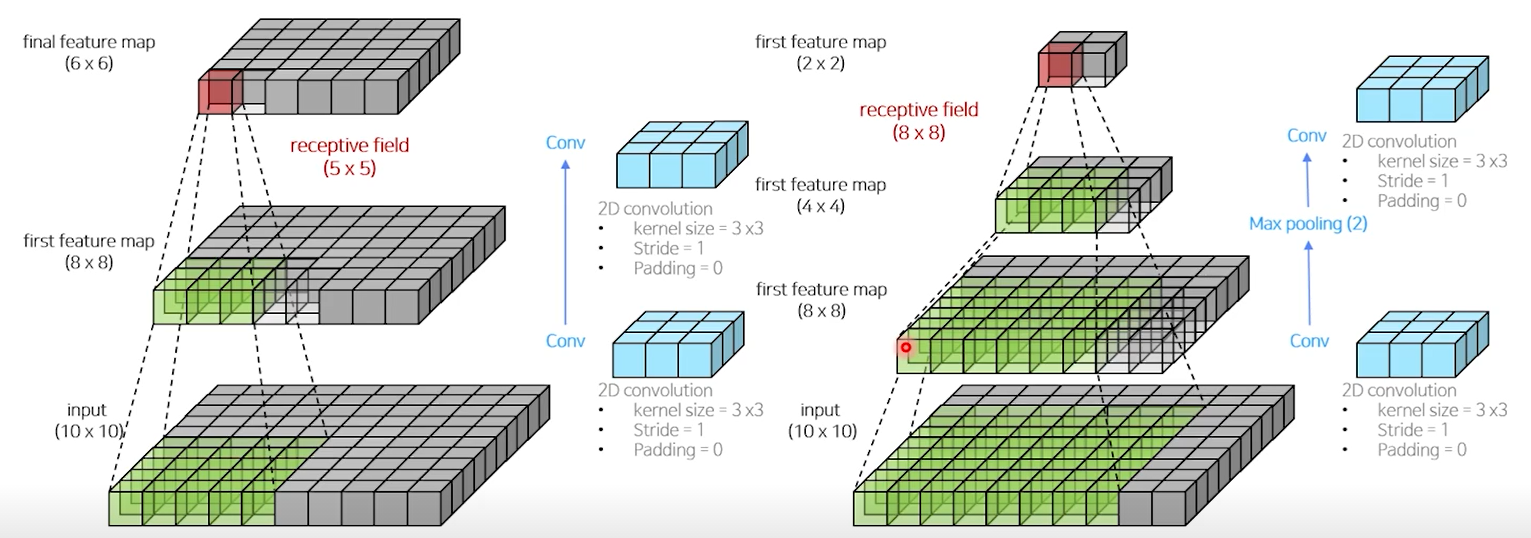 final feature map
(6 x 6)
receptive field
(5 x 5)
first feature map
(8 x 8)
input
(10 x 10)
Conv
2D convolution
• kernel size = 3 x3
• Stride = 1
• Padding = 0
Conv
2D convolution
• kernel size = 3 x3
• Stride = 1
• Padding = 0
first feature map
(2 x 2)
receptive field
(8 x 8)
first feature map
(4 x 4)
first feature map
(8 x 8)
input
(10 x 10)
Conv
2D convolution
• kernel size = 3 x3
• Stride = 1
• Padding = 0
Max pooling (2)
Conv
2D convolution
• kernel size = 3 x3
• Stride = 1
• Padding = 0